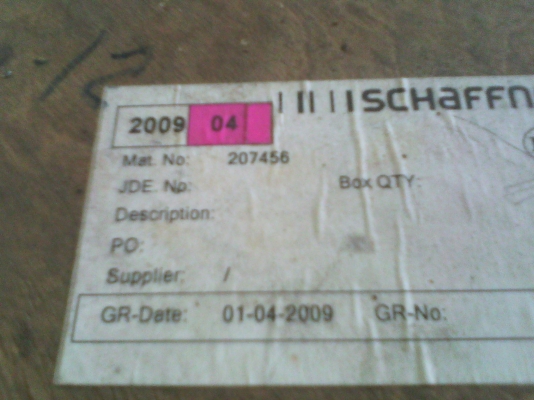 SCHaFFN
2009 04
Mat. No: 207456
JDE. No: Box QTY:
Description:
PO:
Supplier: /
GR-Date: 01-04-2009 GR-No: